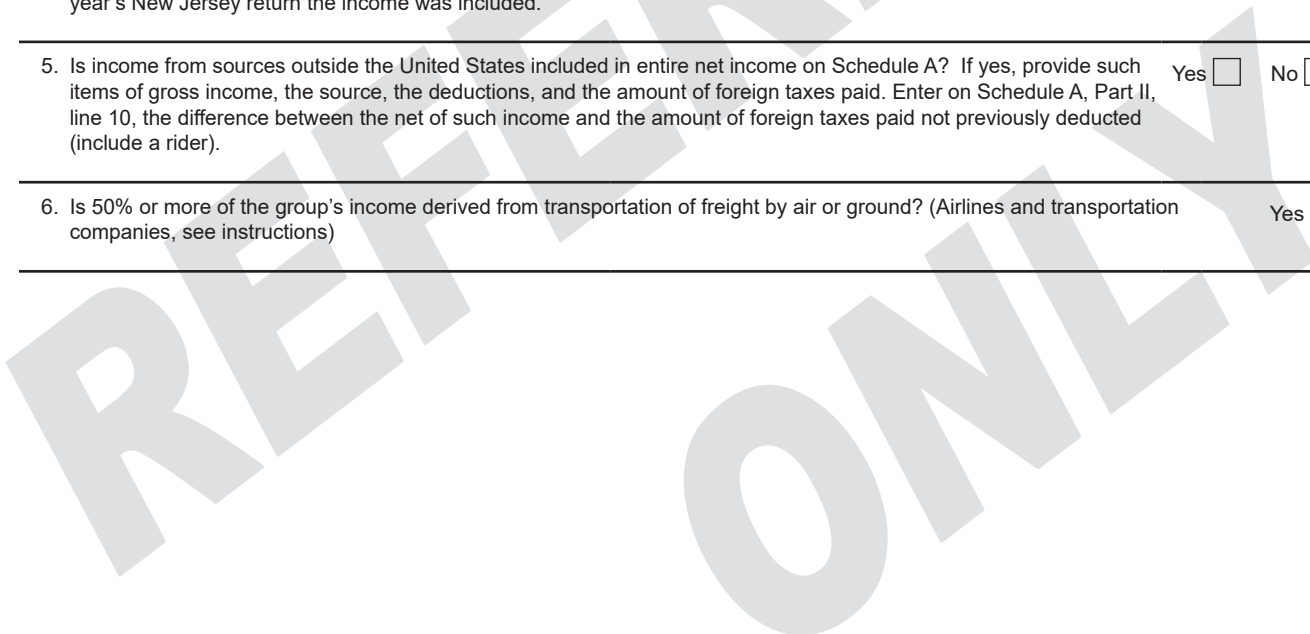 year's New Jersey return the income was included.
5. Is income from sources outside the United States included in entire net income on Schedule A?  If yes, provide such Yes No
items of gross income, the source, the deductions, and the amount of foreign taxes paid. Enter on Schedule A, Part II,
line 10, the difference between the net of such income and the amount of foreign taxes paid not previously deducted
(include a rider).
6. Is 50% or more of the group's income derived from transportation of freight by air or ground? (Airlines and transportation Yes
companies, see instructions)
REFEREN
ONLY